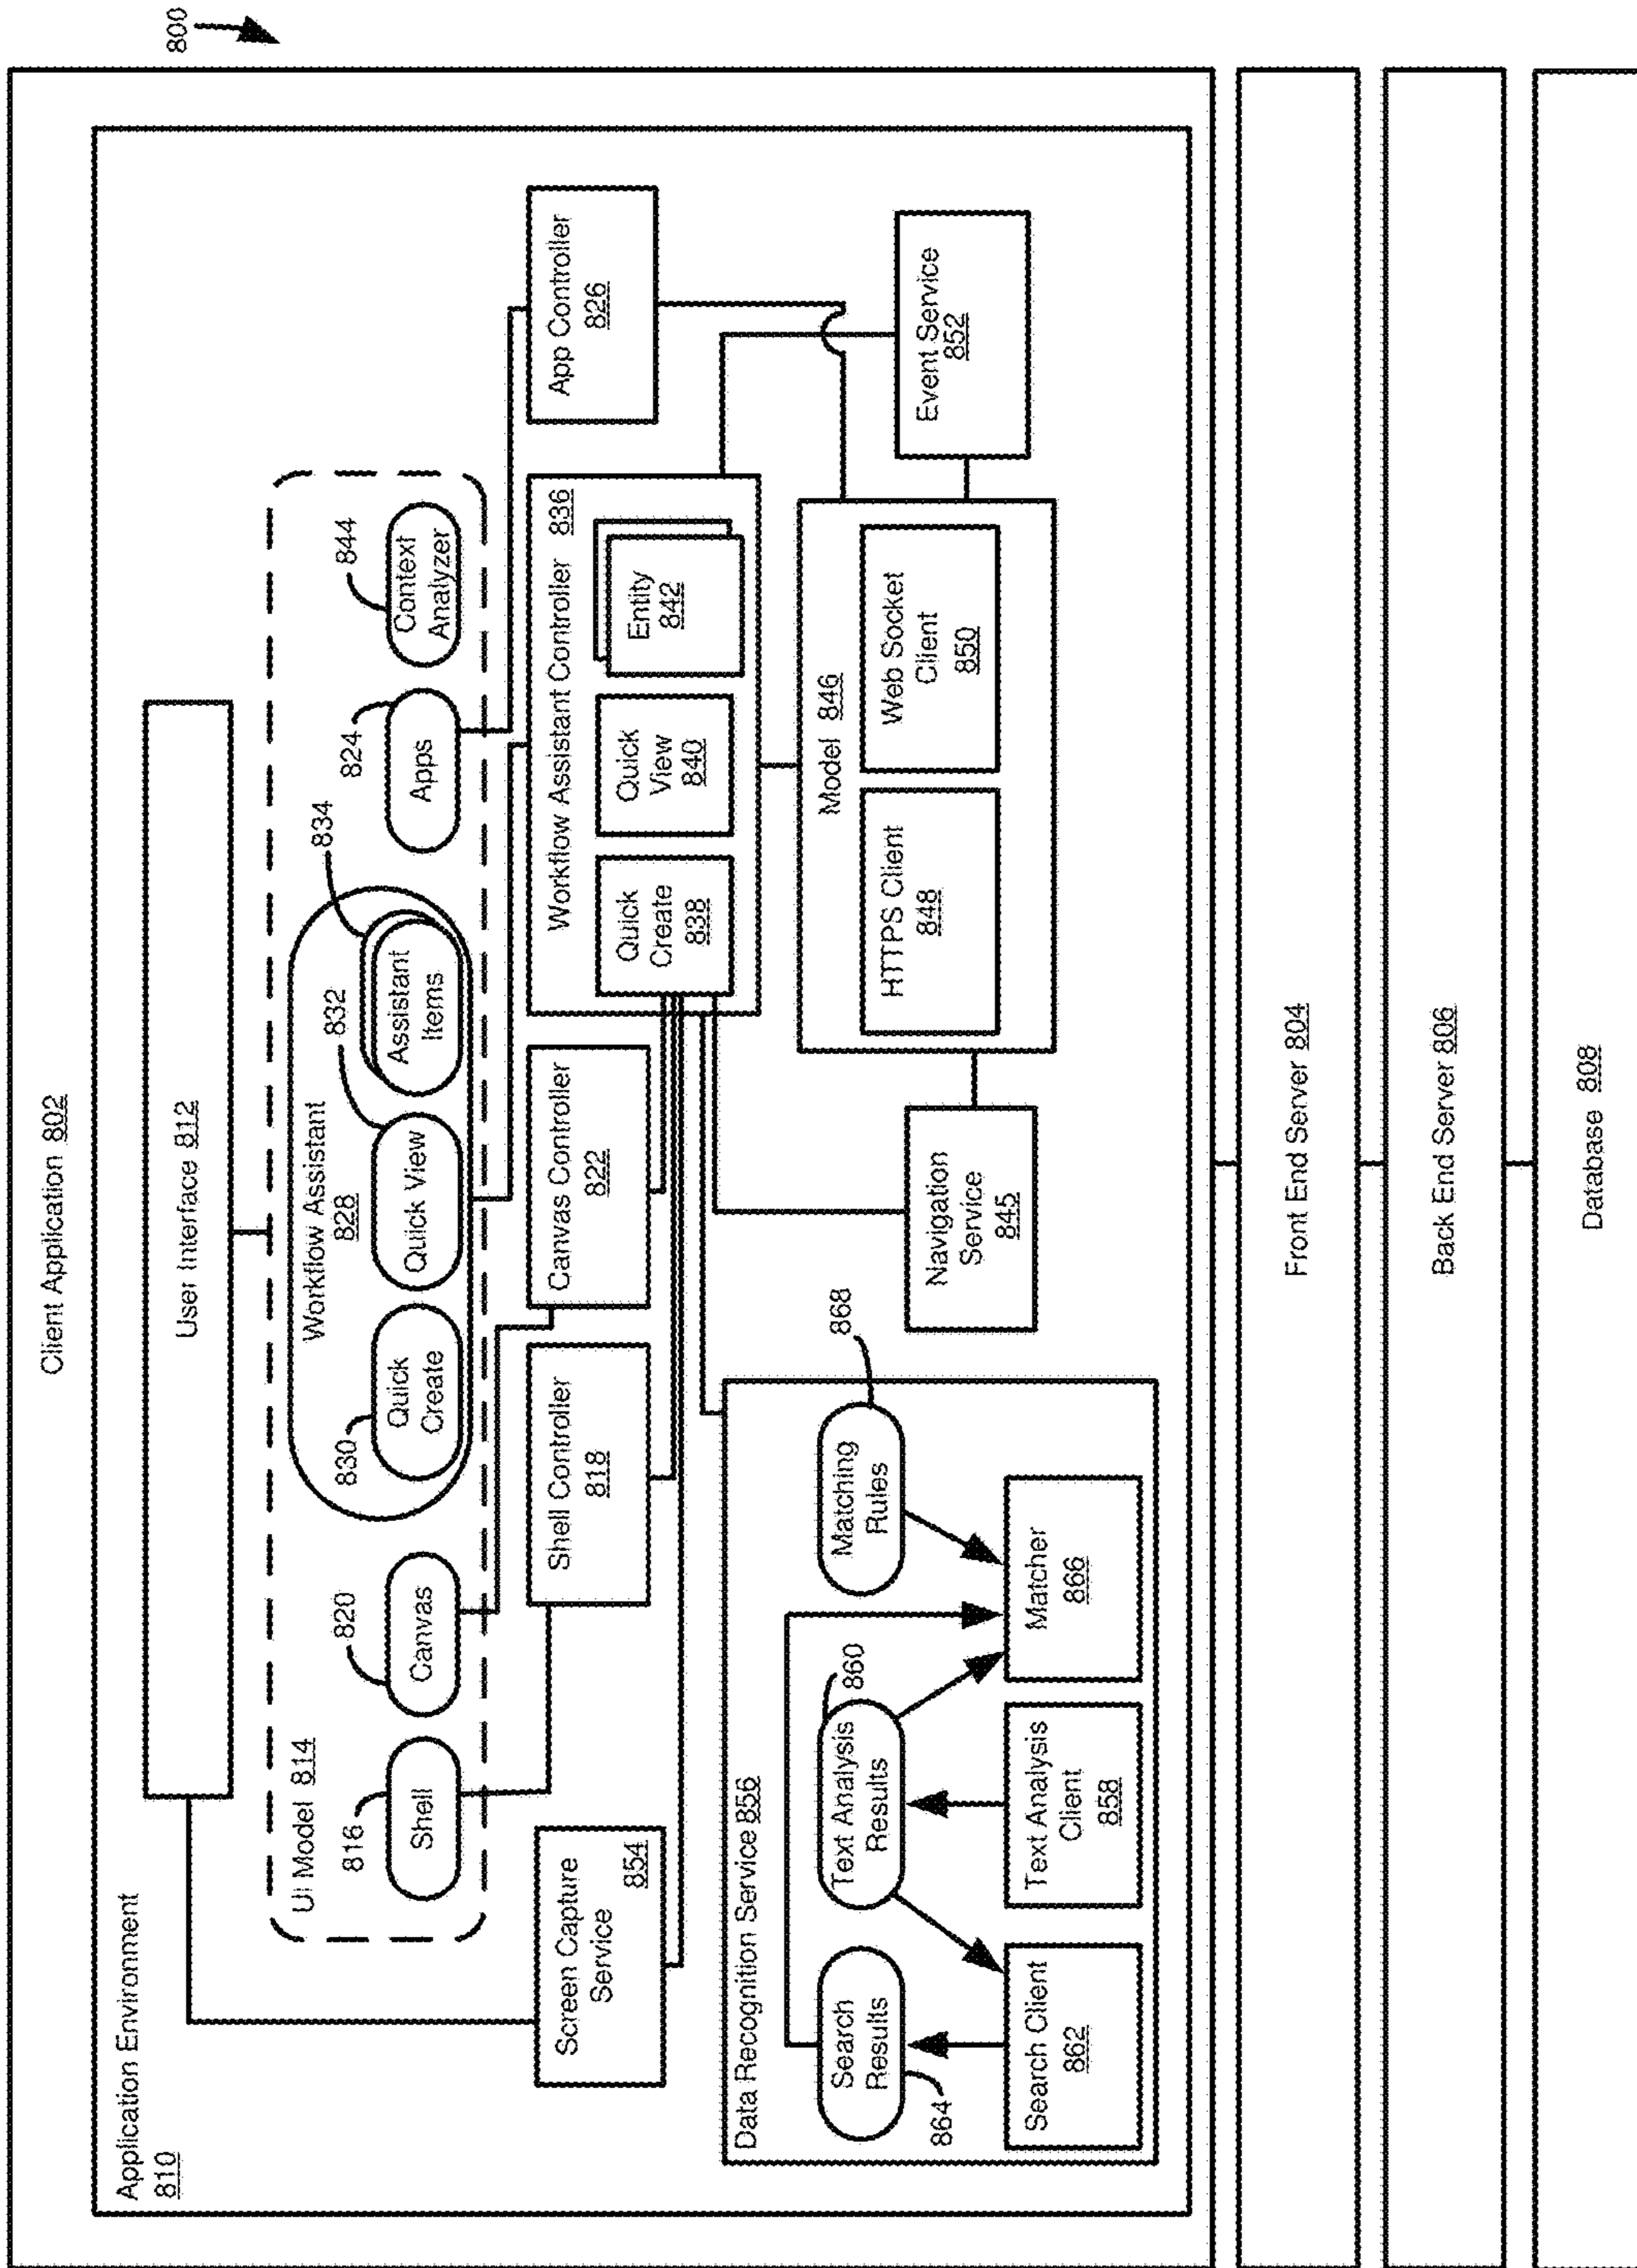 800
Client Application 802
Application Environment
810
User Interface 812
UI Model 814
816
Shell
820
Canvas
Workflow Assistant
828
830
Quick
Create
832
Quick View
834
Assistant
Items
824
Apps
844
Context
Analyzer
Screen Capture
Service
854
Shell Controller
818
Canvas Controller
822
Workflow Assistant Controller 836
Quick
Create
838
Quick
View
840
Entity
842
App Controller
826
Data Recognition Service 856
Search
Results
864
Text Analysis
Results
860
Matching
Rules
868
Search Client
862
Text Analysis
Client
858
Matcher
866
Navigation
Service
845
Model 846
HTTPS Client
848
Web Socket
Client
850
Event Service
852
Front End Server 804
Back End Server 806
Database 808